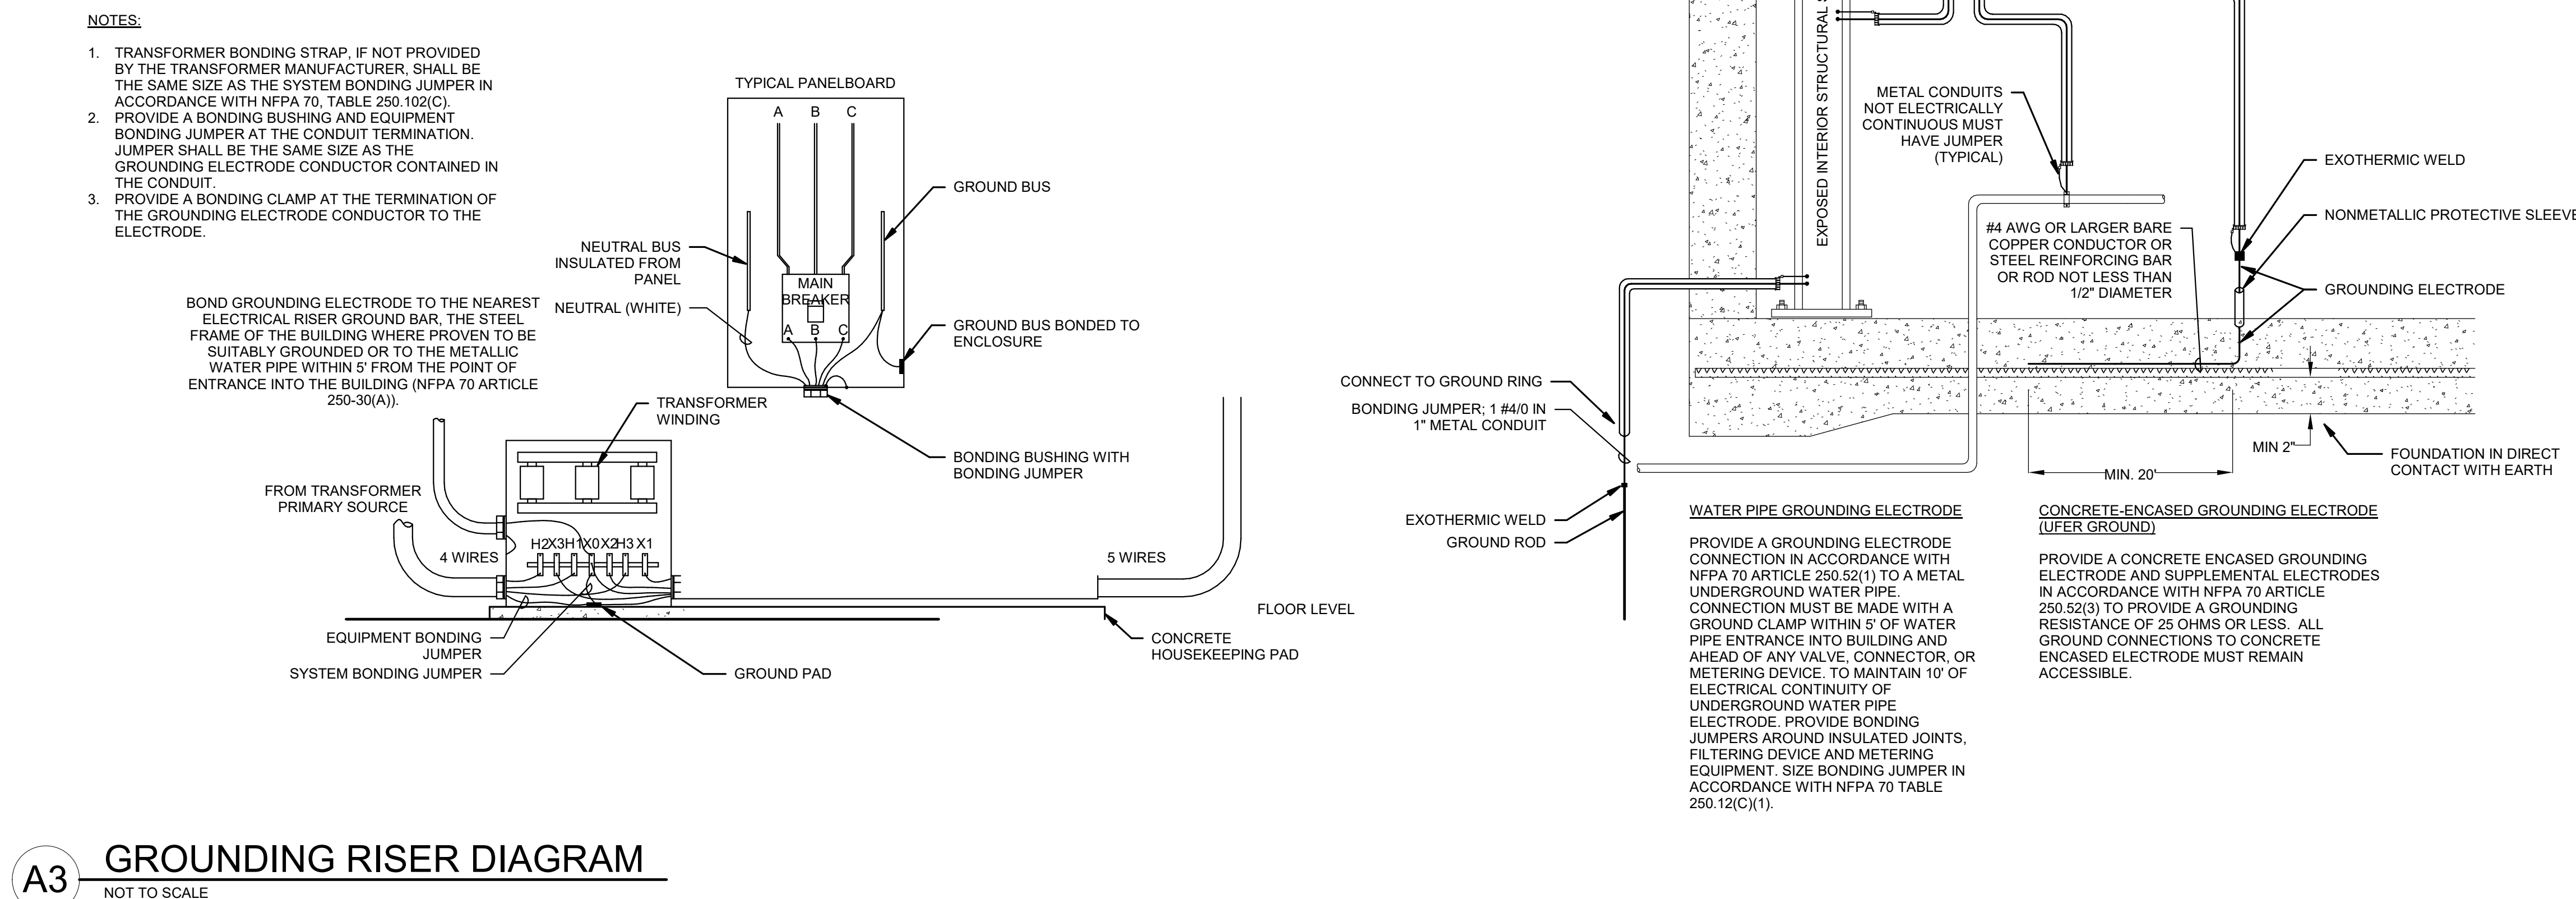 NOTES:
1. TRANSFORMER BONDING STRAP, IF NOT PROVIDED
BY THE TRANSFORMER MANUFACTURER, SHALL BE
THE SAME SIZE AS THE SYSTEM BONDING JUMPER IN
ACCORDANCE WITH NFPA 70, TABLE 250.102(C).
2. PROVIDE A BONDING BUSHING AND EQUIPMENT
BONDING JUMPER AT THE CONDUIT TERMINATION.
JUMPER SHALL BE THE SAME SIZE AS THE
GROUNDING ELECTRODE CONDUCTOR CONTAINED IN
THE CONDUIT.
3. PROVIDE A BONDING CLAMP AT THE TERMINATION OF
THE GROUNDING ELECTRODE CONDUCTOR TO THE
ELECTRODE.
BOND GROUNDING ELECTRODE TO THE NEAREST
ELECTRICAL RISER GROUND BAR, THE STEEL
FRAME OF THE BUILDING WHERE PROVEN TO BE
SUITABLY GROUNDED OR TO THE METALLIC
WATER PIPE WITHIN 5' FROM THE POINT OF
ENTRANCE INTO THE BUILDING (NFPA 70 ARTICLE
250-30(A)).
TYPICAL PANELBOARD
A B C
GROUND BUS
NEUTRAL BUS
INSULATED FROM
PANEL
MAIN
BREAKER
NEUTRAL (WHITE)
A B C
GROUND BUS BONDED TO
ENCLOSURE
TRANSFORMER
WINDING
BONDING BUSHING WITH
BONDING JUMPER
FROM TRANSFORMER
PRIMARY SOURCE
4 WIRES
H2 X3 H1 X0 X2 H3 X1
5 WIRES
FLOOR LEVEL
EQUIPMENT BONDING
JUMPER
SYSTEM BONDING JUMPER
GROUND PAD
CONCRETE
HOUSEKEEPING PAD
EXPOSED INTERIOR STRUCTURAL
METAL CONDUITS
NOT ELECTRICALLY
CONTINUOUS MUST
HAVE JUMPER
(TYPICAL)
EXOTHERMIC WELD
NONMETALLIC PROTECTIVE SLEEVE
#4 AWG OR LARGER BARE
COPPER CONDUCTOR OR
STEEL REINFORCING BAR
OR ROD NOT LESS THAN
1/2" DIAMETER
GROUNDING ELECTRODE
CONNECT TO GROUND RING
BONDING JUMPER; 1 #4/0 IN
1" METAL CONDUIT
MIN 2"
MIN. 20'
FOUNDATION IN DIRECT
CONTACT WITH EARTH
EXOTHERMIC WELD
GROUND ROD
WATER PIPE GROUNDING ELECTRODE
PROVIDE A GROUNDING ELECTRODE
CONNECTION IN ACCORDANCE WITH
NFPA 70 ARTICLE 250.52(1) TO A METAL
UNDERGROUND WATER PIPE.
CONNECTION MUST BE MADE WITH A
GROUND CLAMP WITHIN 5' OF WATER
PIPE ENTRANCE INTO BUILDING AND
AHEAD OF ANY VALVE, CONNECTOR, OR
METERING DEVICE. TO MAINTAIN 10' OF
ELECTRICAL CONTINUITY OF
UNDERGROUND WATER PIPE
ELECTRODE. PROVIDE BONDING
JUMPERS AROUND INSULATED JOINTS,
FILTERING DEVICE AND METERING
EQUIPMENT. SIZE BONDING JUMPER IN
ACCORDANCE WITH NFPA 70 TABLE
250.12(C)(1).
CONCRETE-ENCASED GROUNDING ELECTRODE
(UFER GROUND)
PROVIDE A CONCRETE ENCASED GROUNDING
ELECTRODE AND SUPPLEMENTAL ELECTRODES
IN ACCORDANCE WITH NFPA 70 ARTICLE
250.52(3) TO PROVIDE A GROUNDING
RESISTANCE OF 25 OHMS OR LESS. ALL
GROUND CONNECTIONS TO CONCRETE
ENCASED ELECTRODE MUST REMAIN
ACCESSIBLE.
A3
GROUNDING RISER DIAGRAM
NOT TO SCALE